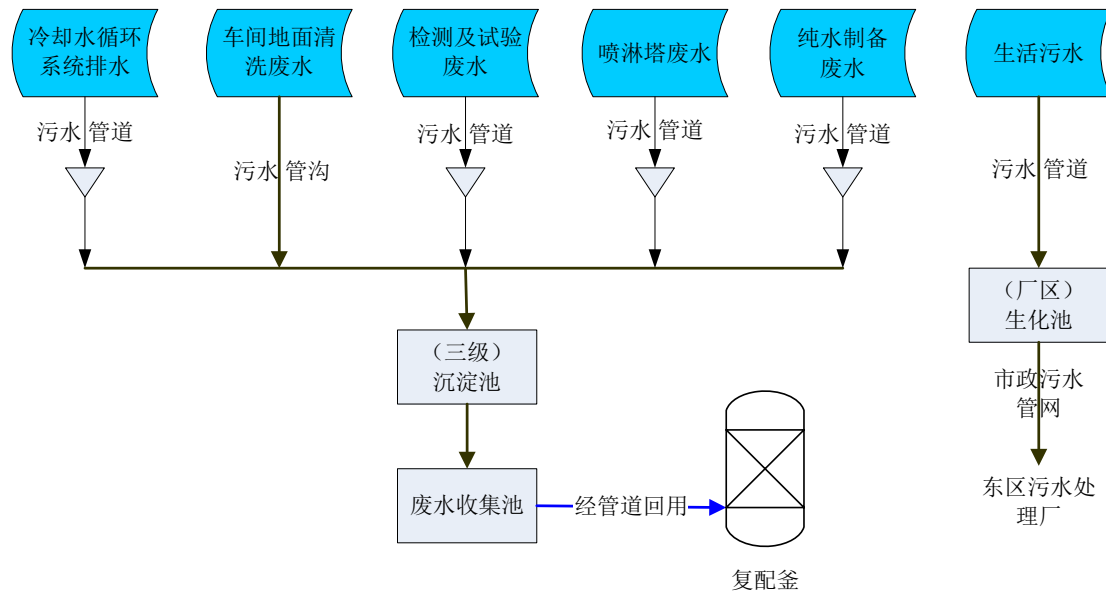 冷却水循环
系统排水
车间地面清
洗废水
检测及试验
废水
喷淋塔废水
纯水制备
废水
生活污水
污水 管道
污水 管沟
污水 管道
污水 管道
污水 管道
污水 管道
（三级）
沉淀池
废水收集池
经管道回用
复配釜
（厂区）
生化池
市政污水
管网
东区污水处
理厂